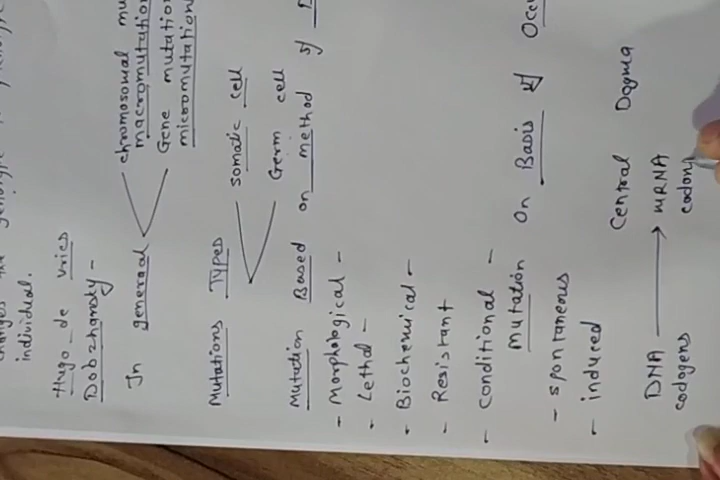 individual.
Hugo de vries
Dobzhansky -
In general
chromosomal mu
macromutation
Gene mutation
micromutation
Mutations Types
somatic cell
Germ cell
Mutation Based on method of
- Morphological -
- Lethal -
- Biochemical -
- Resistant
- Conditional -
Mutation On Basis of Occu
- spontaneous
- induced
Central Dogma
DNA → mRNA
codogens codon